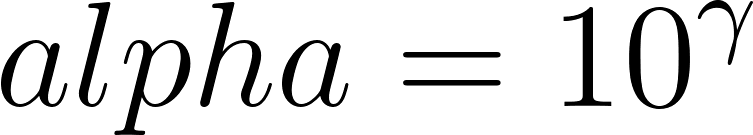 alpha = 10^γ